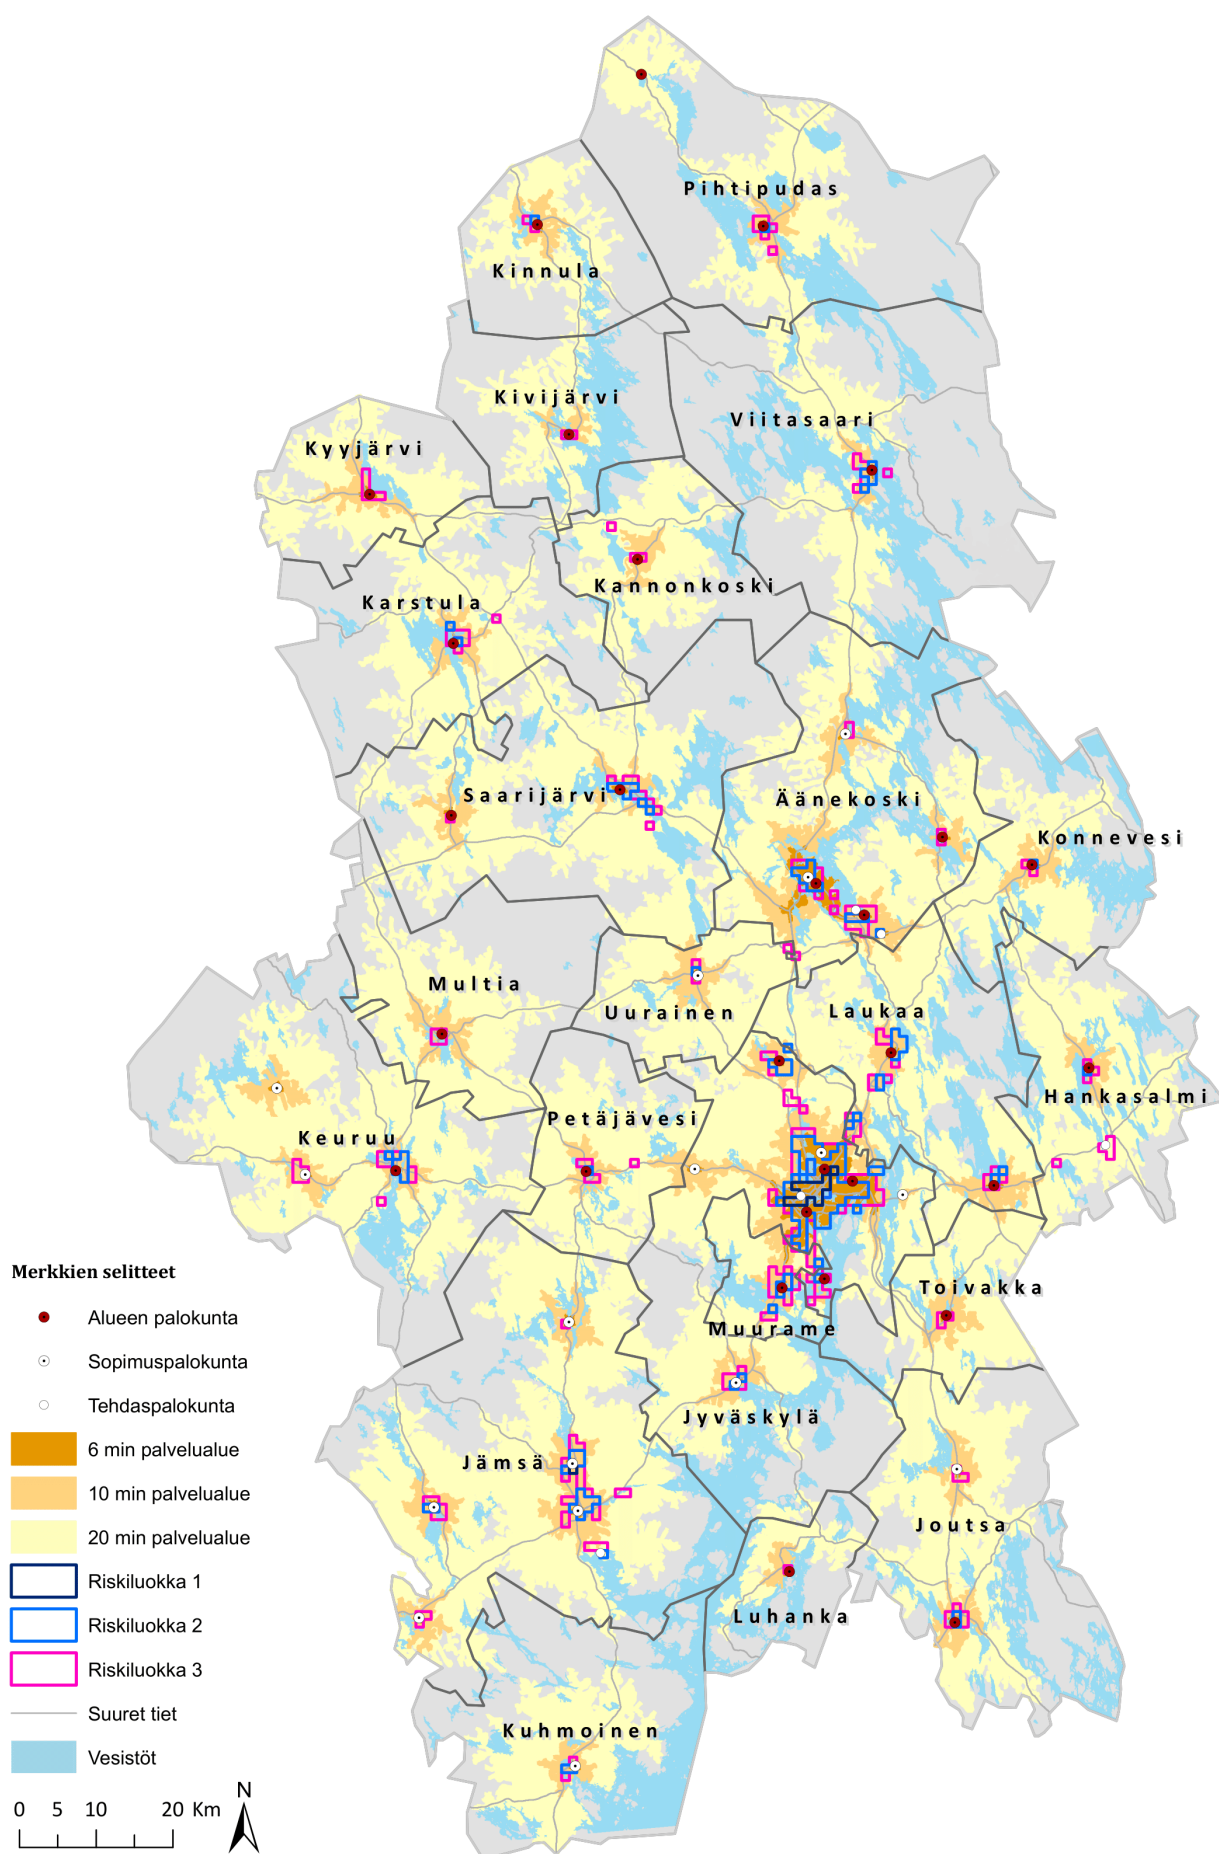 Pihtipudas
Kinnula
Kivijärvi
Viitasaari
Kyyjärvi
Kannonkoski
Karstula
Saarijärvi
Äänekoski
Konnevesi
Multia
Uurainen
Laukaa
Hankasalmi
Petäjävesi
Keuruu
Toivakka
Muurame
Jyväskylä
Jämsä
Joutsa
Luhanka
Kuhmoinen
Merkkien selitteet
Alueen palokunta
Sopimuspalokunta
Tehdaspalokunta
6 min palvelualue
10 min palvelualue
20 min palvelualue
Riskiluokka 1
Riskiluokka 2
Riskiluokka 3
Suuret tiet
Vesistöt
N
0 5 10 20 Km